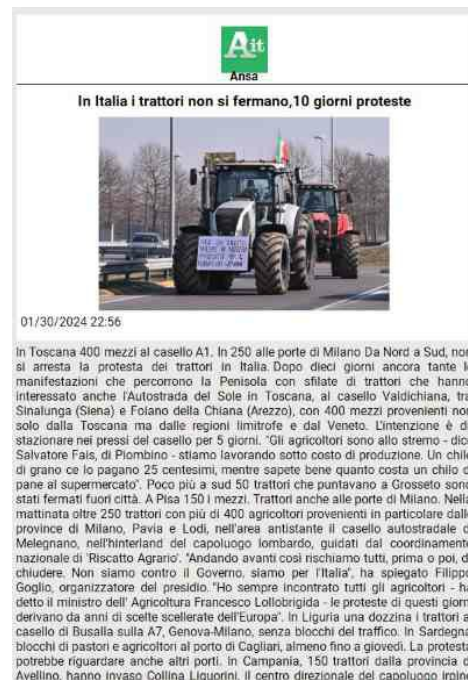 Ait
Ansa
In Italia i trattori non si fermano,10 giorni proteste
01/30/2024 22:56
In Toscana 400 mezzi al casello A1. In 250 alle porte di Milano Da Nord a Sud, non
si arresta la protesta dei trattori in Italia. Dopo dieci giorni ancora tante le
manifestazioni che percorrono la Penisola con sfilate di trattori che hanno
interessato anche l'Autostrada del Sole in Toscana, al casello Valdichiana, tra
Sinalunga (Siena) e Foiano della Chiana (Arezzo), con 400 mezzi provenienti non
solo dalla Toscana ma dalle regioni limitrofe e dal Veneto. L'intenzione è di
stazionare nei pressi del casello per 5 giorni. "Gli agricoltori sono allo stremo - dice
Salvatore Fais, di Piombino - stiamo lavorando sotto costo di produzione. Un chilo
di grano ce lo pagano 25 centesimi, mentre sapete bene quanto costa un chilo di
pane al supermercato". Poco più a sud 50 trattori che puntavano a Grosseto sono
stati fermati fuori città. A Pisa 150 i mezzi. Trattori anche alle porte di Milano. Nella
mattinata oltre 250 trattori con più di 400 agricoltori provenienti in particolare dalle
province di Milano, Pavia e Lodi, nell'area antistante il casello autostradale di
Melegnano, nell'hinterland del capoluogo lombardo, guidati dal coordinamento
nazionale di 'Riscatto Agrario'. "Andando avanti così rischiamo tutti, prima o poi, di
chiudere. Non siamo contro il Governo, siamo per l'Italia", ha spiegato Filippo
Goglio, organizzatore del presidio. "Ho sempre incontrato tutti gli agricoltori - ha
detto il ministro dell' Agricoltura Francesco Lollobrigida - le proteste di questi giorni
derivano da anni di scelte scellerate dell'Europa". In Liguria una dozzina i trattori al
casello di Busalla sulla A7, Genova-Milano, senza blocchi del traffico. In Sardegna
blocchi di pastori e agricoltori al porto di Cagliari, almeno fino a giovedì. La protesta
potrebbe riguardare anche altri porti. In Campania, 150 trattori dalla provincia di
Avellino, hanno invaso Collina Liguorini, il centro direzionale del capoluogo irpino